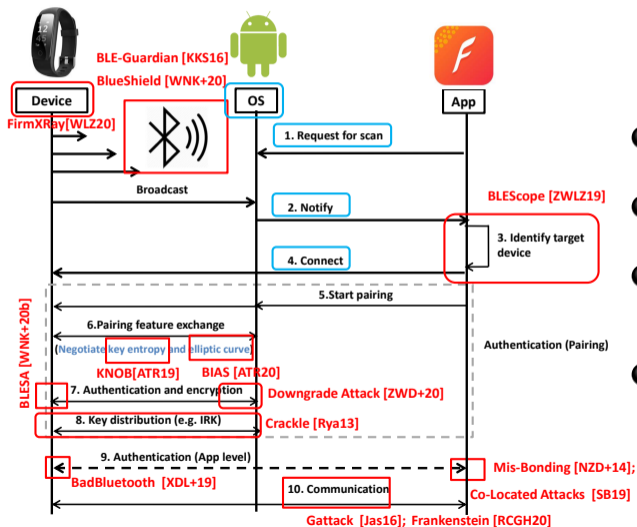 BLE-Guardian [KKS16]
BlueShield [WNK+20]
Device
OS
App
FirmXRay[WLZ20]
1. Request for scan
Broadcast
BLEScope [ZWLZ19]
2. Notify
3. Identify target
device
4. Connect
5.Start pairing
6.Pairing feature exchange
(Negotiate key entropy and elliptic curve)
Authentication (Pairing)
BLESA [WNK+20b]
KNOB[ATR19]
BIAS [ATR20]
7. Authentication and encryption
Downgrade Attack [ZWD+20]
8. Key distribution (e.g. IRK)
Crackle [Rya13]
9. Authentication (App level)
Mis-Bonding [NZD+14];
BadBluetooth [XDL+19]
10. Communication
Co-Located Attacks [SB19]
Gattack [Jas16]; Frankenstein [RCGH20]